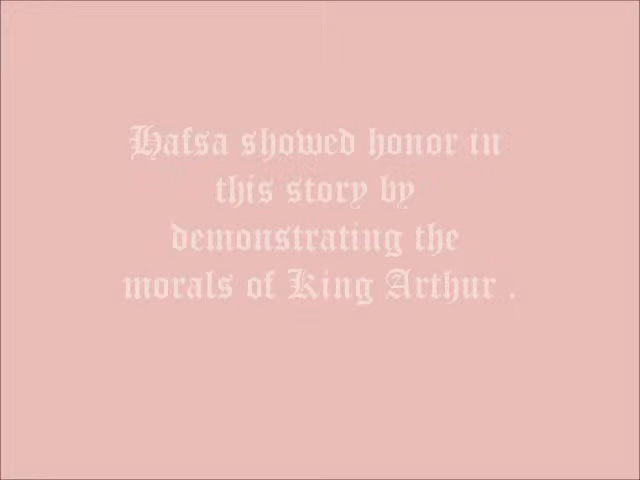 Hafsa showed honor in
this story by
demonstrating the
morals of King Arthur .